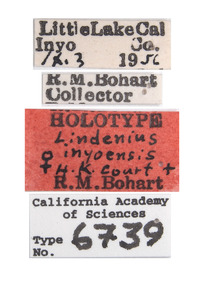 Little Lake Cal
Inyo Co.
IX.3 1956
R.M.Bohart
Collector
HOLOTYPE
Lindenius
inyoensis
♀ H.K. Court +
R.M.Bohart
California Academy
of Sciences
Type
No. 6739